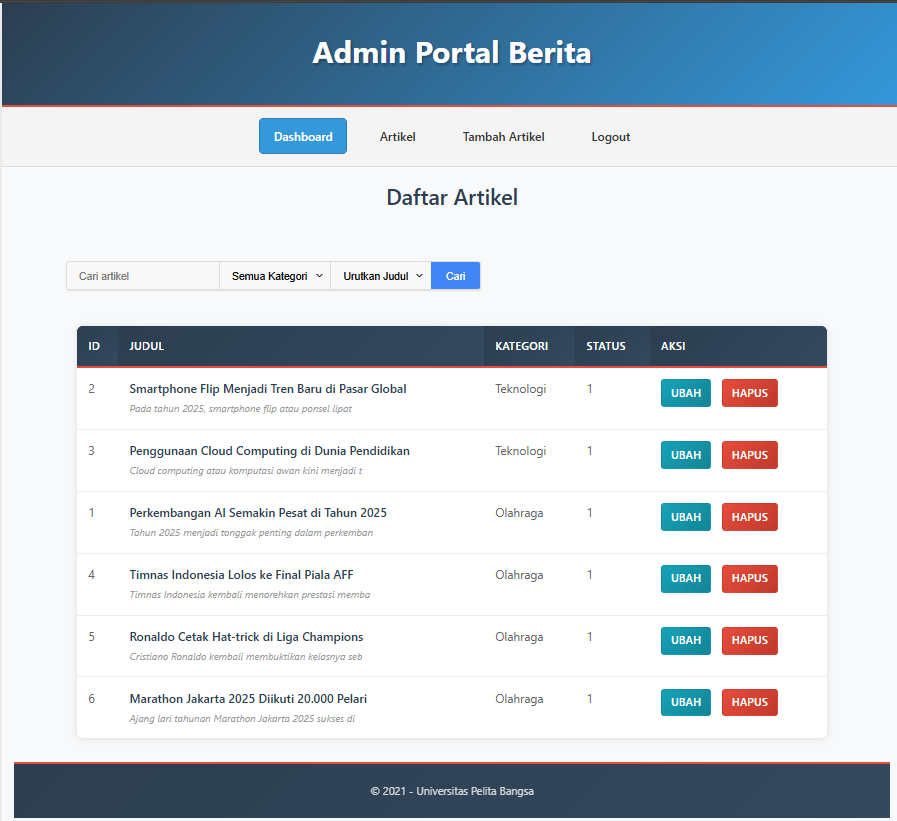 Admin Portal Berita
Dashboard Artikel Tambah Artikel Logout
Daftar Artikel
Cari artikel Semua Kategori Urutkan Judul Cari
ID JUDUL KATEGORI STATUS AKSI
2 Smartphone Flip Menjadi Tren Baru di Pasar Global Teknologi 1 UBAH HAPUS
Pada tahun 2025, smartphone flip atau ponsel lipat
3 Penggunaan Cloud Computing di Dunia Pendidikan Teknologi 1 UBAH HAPUS
Cloud computing atau komputasi awan kini menjadi t
1 Perkembangan AI Semakin Pesat di Tahun 2025 Olahraga 1 UBAH HAPUS
Tahun 2025 menjadi tonggak penting dalam perkemban
4 Timnas Indonesia Lolos ke Final Piala AFF Olahraga 1 UBAH HAPUS
Timnas Indonesia kembali menorehkan prestasi memba
5 Ronaldo Cetak Hat-trick di Liga Champions Olahraga 1 UBAH HAPUS
Cristiano Ronaldo kembali membuktikan kelasnya seb
6 Marathon Jakarta 2025 Diikuti 20.000 Pelari Olahraga 1 UBAH HAPUS
Ajang lari tahunan Marathon Jakarta 2025 sukses di
© 2021 - Universitas Pelita Bangsa